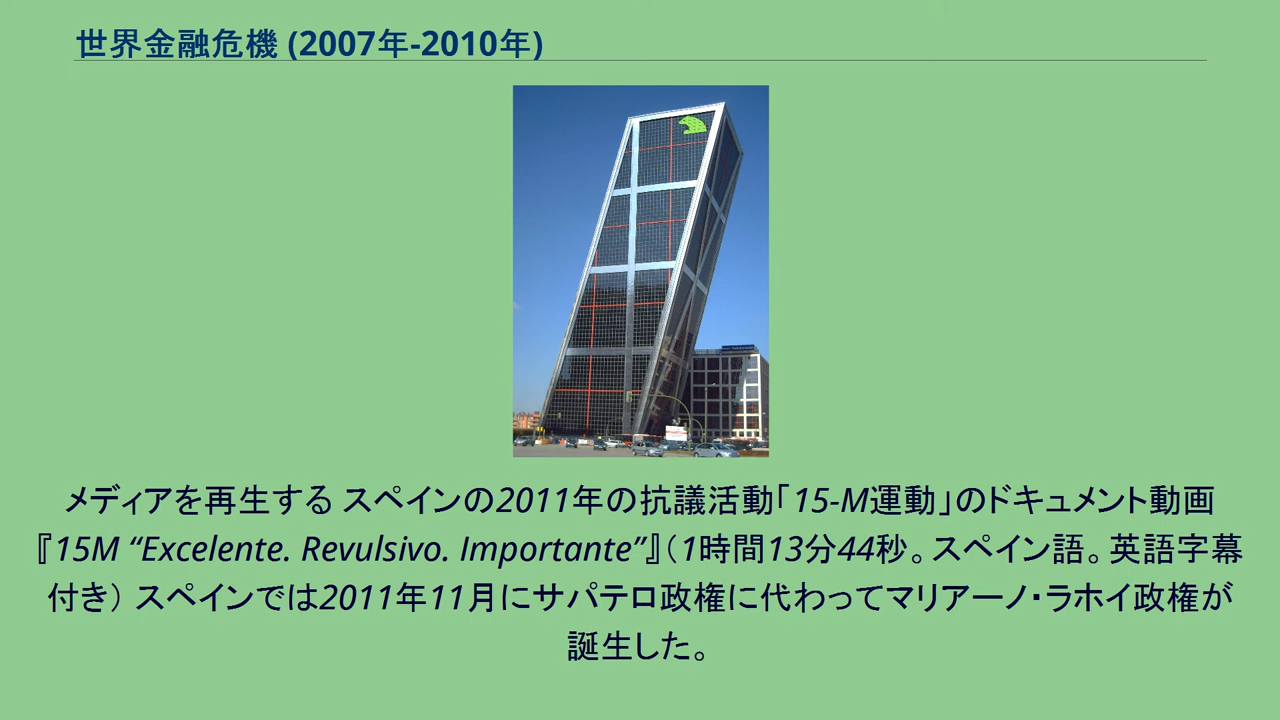 世界金融危機 (2007年-2010年)
メディアを再生する スペインの2011年の抗議活動「15-M運動」のドキュメント動画
『15M “Excelente. Revulsivo. Importante”』（1時間13分44秒。スペイン語。英語字幕
付き） スペインでは2011年11月にサパテロ政権に代わってマリアーノ・ラホイ政権が
誕生した。